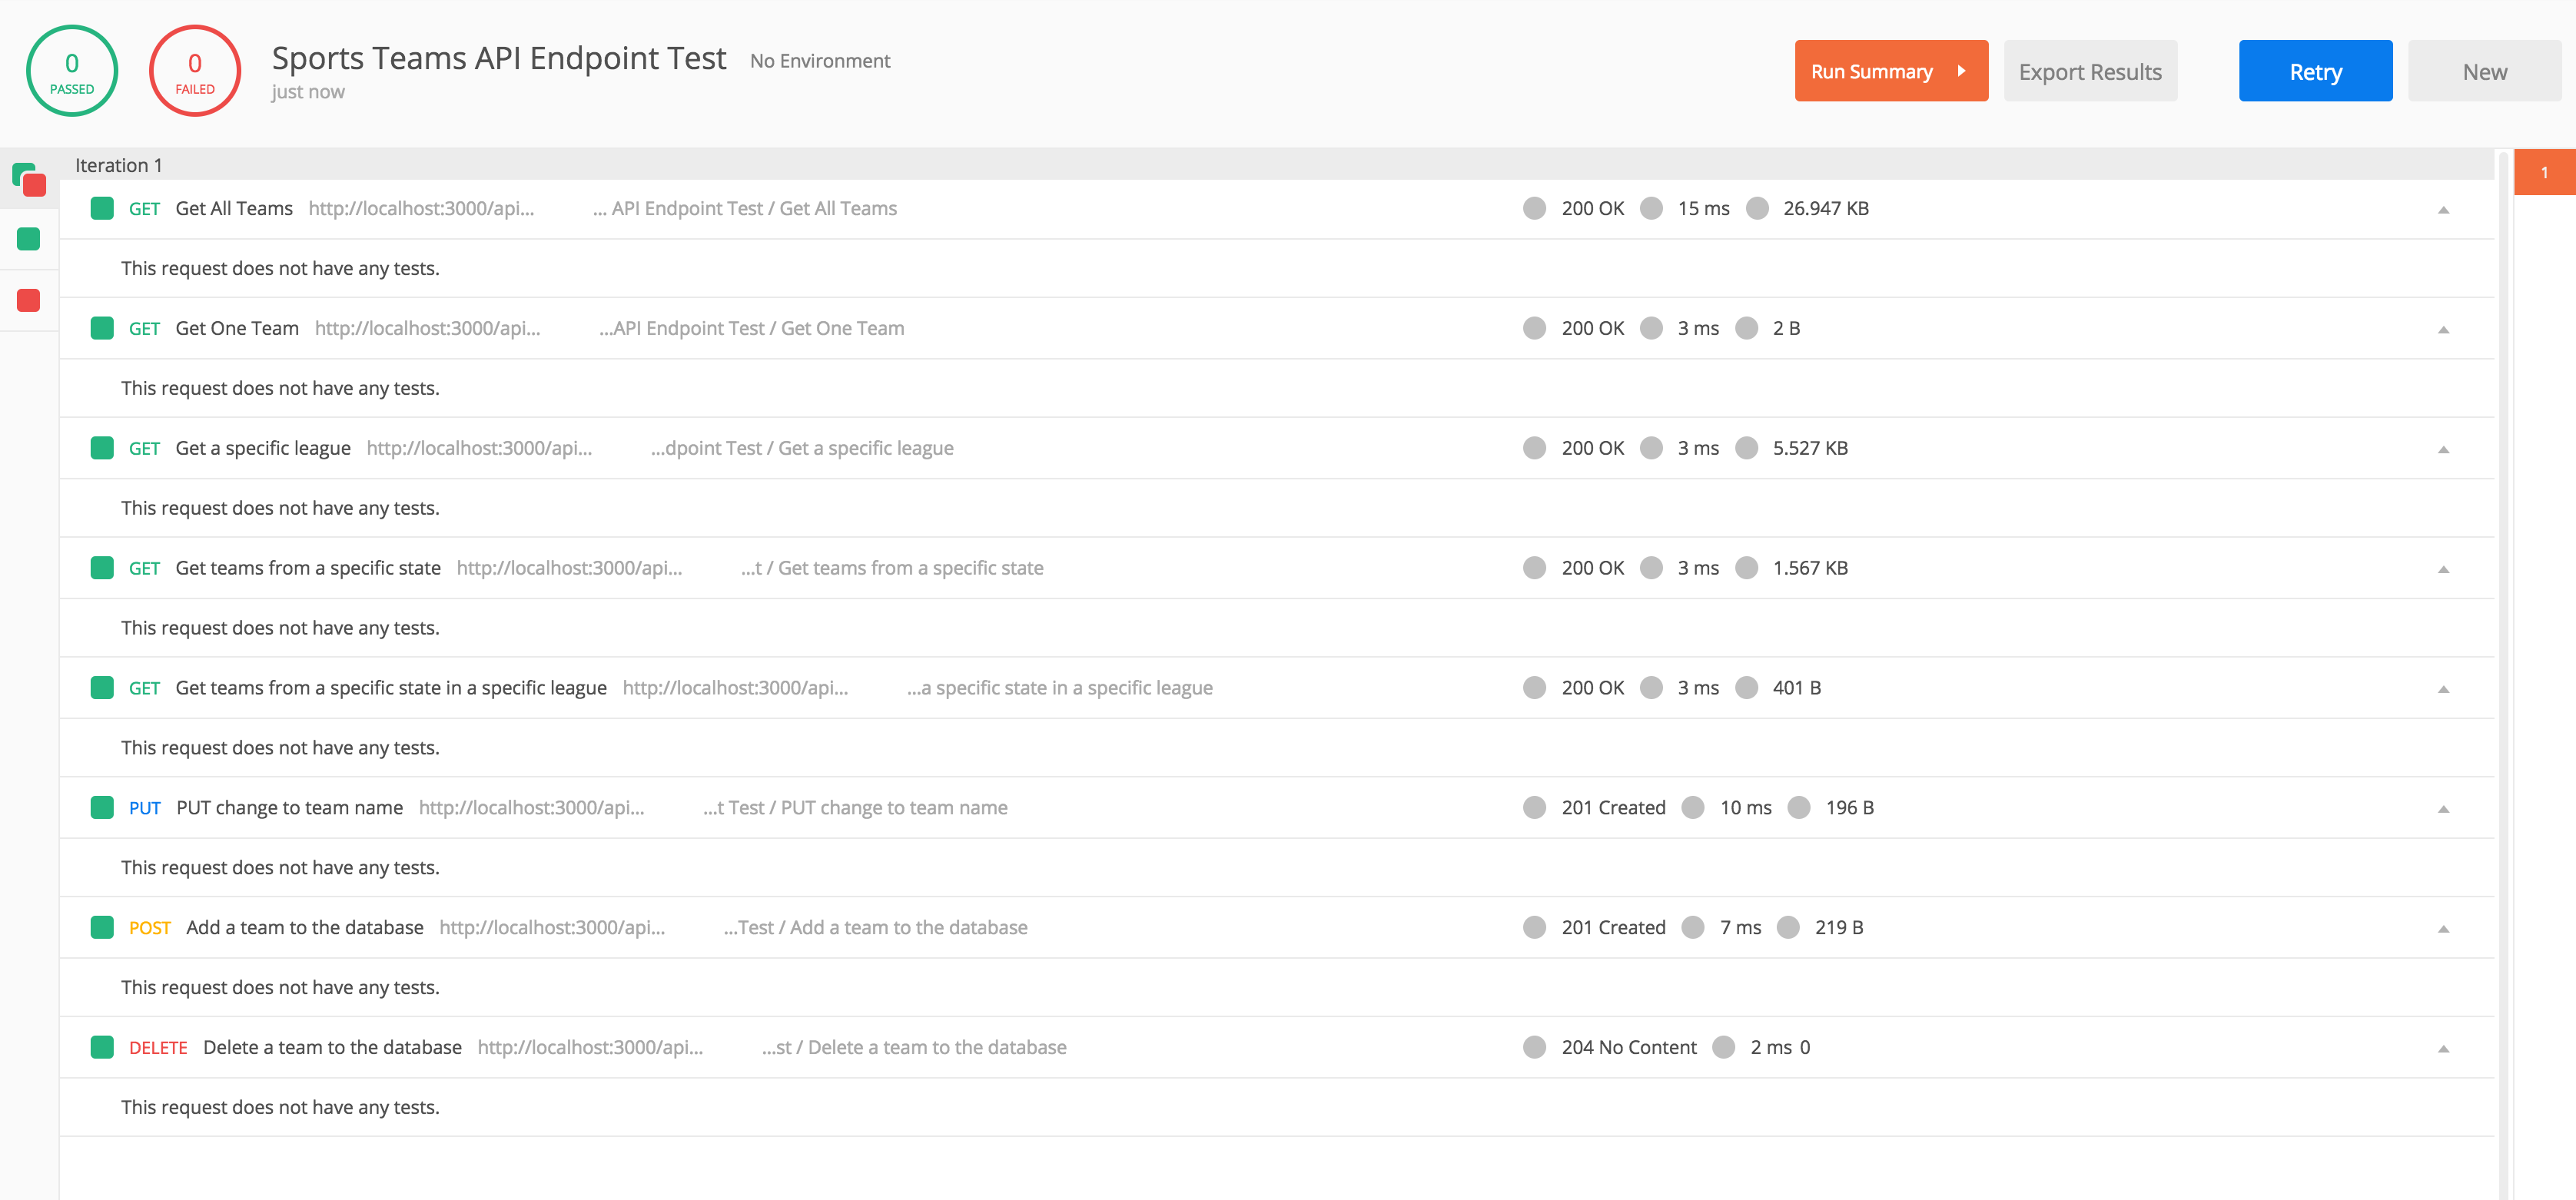 0
PASSED
0
FAILED
Sports Teams API Endpoint Test No Environment
just now
Run Summary
Export Results
Retry
New
Iteration 1
1
GET Get All Teams http://localhost:3000/api... ... API Endpoint Test / Get All Teams 200 OK 15 ms 26.947 KB
This request does not have any tests.
GET Get One Team http://localhost:3000/api... ...API Endpoint Test / Get One Team 200 OK 3 ms 2 B
This request does not have any tests.
GET Get a specific league http://localhost:3000/api... ...dpoint Test / Get a specific league 200 OK 3 ms 5.527 KB
This request does not have any tests.
GET Get teams from a specific state http://localhost:3000/api... ...t / Get teams from a specific state 200 OK 3 ms 1.567 KB
This request does not have any tests.
GET Get teams from a specific state in a specific league http://localhost:3000/api... ...a specific state in a specific league 200 OK 3 ms 401 B
This request does not have any tests.
PUT PUT change to team name http://localhost:3000/api... ...t Test / PUT change to team name 201 Created 10 ms 196 B
This request does not have any tests.
POST Add a team to the database http://localhost:3000/api... ...Test / Add a team to the database 201 Created 7 ms 219 B
This request does not have any tests.
DELETE Delete a team to the database http://localhost:3000/api... ...st / Delete a team to the database 204 No Content 2 ms 0
This request does not have any tests.